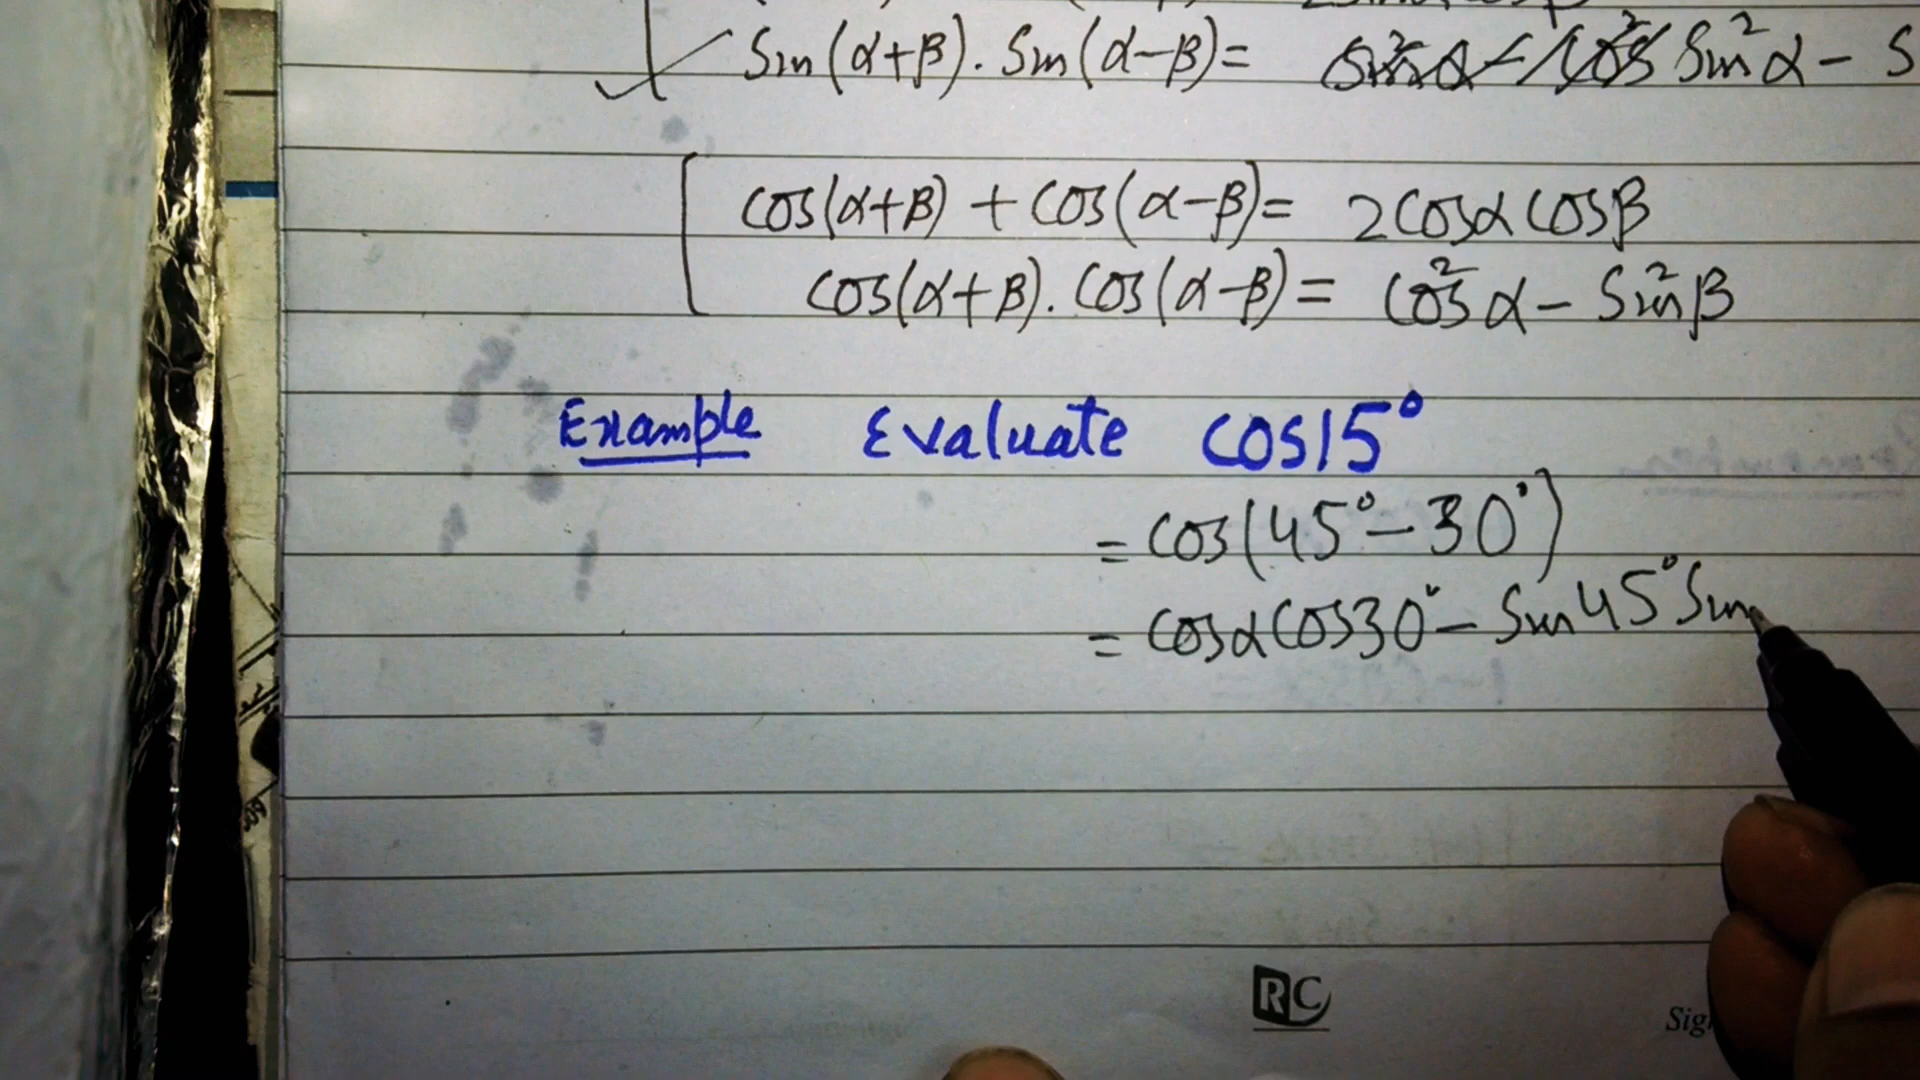 Sin(α+β). Sin(α-β)= Sin²α -
cos(α+β) + cos(α-β)= 2cosα cosβ
cos(α+β). cos(α-β)= cos²α - Sin²β
Example Evaluate cos15°
= cos(45°-30°)
= cosα cos30° - Sin45° Sin
RC
Sig